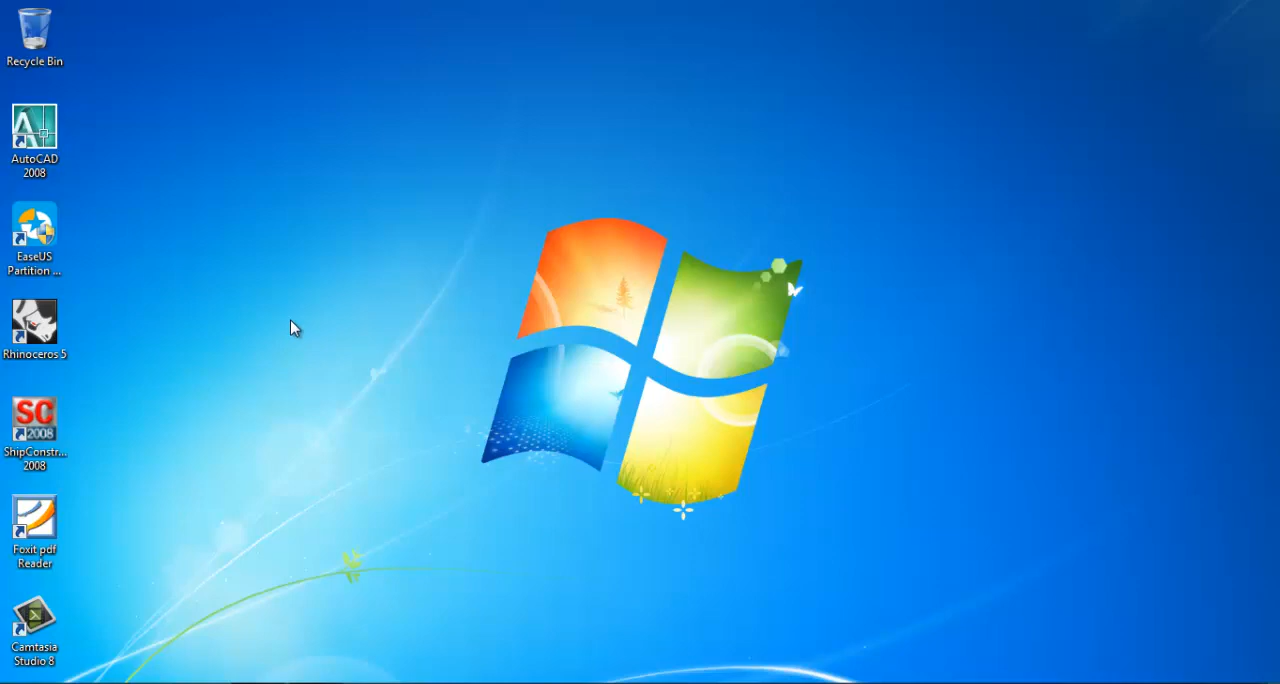 Recycle Bin
AutoCAD
2008
EaseUS
Partition ...
Rhinoceros 5
SC
2008
ShipConstr...
2008
Foxit pdf
Reader
Camtasia
Studio 8